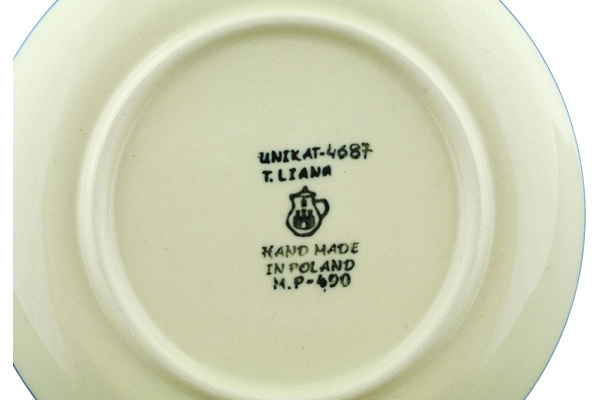 UNIKAT-4687
T. LIANA
HAND MADE
IN POLAND
M.P-490